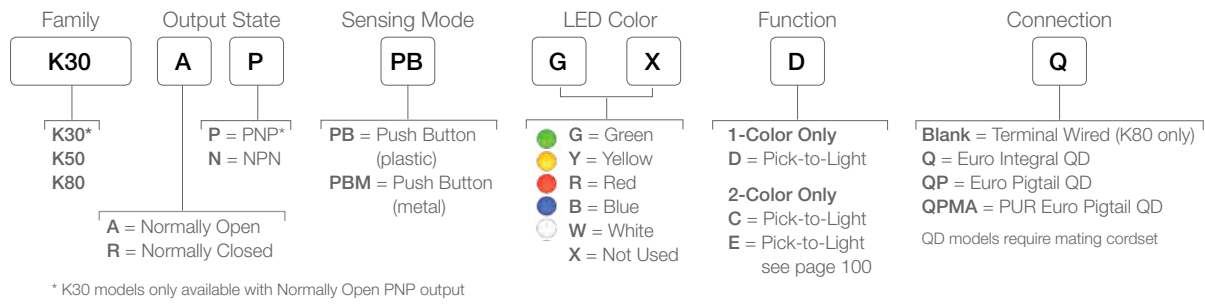 Family
Output State
Sensing Mode
LED Color
Function
Connection
K30
A
P
PB
G
X
D
Q
K30*
K50
K80
P = PNP*
N = NPN
A = Normally Open
R = Normally Closed
PB = Push Button
(plastic)
PBM = Push Button
(metal)
G = Green
Y = Yellow
R = Red
B = Blue
W = White
X = Not Used
1-Color Only
D = Pick-to-Light
2-Color Only
C = Pick-to-Light
E = Pick-to-Light
see page 100
Blank = Terminal Wired (K80 only)
Q = Euro Integral QD
QP = Euro Pigtail QD
QPMA = PUR Euro Pigtail QD
QD models require mating cordset
* K30 models only available with Normally Open PNP output